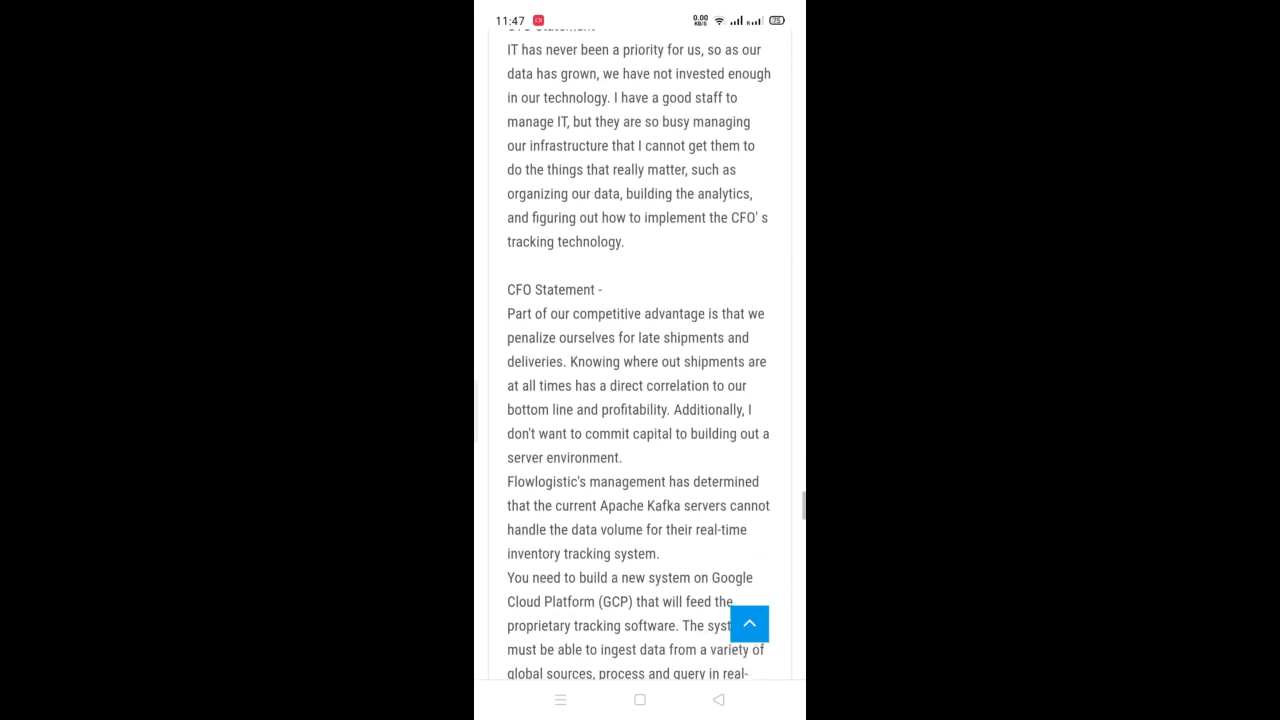 11:47
0.00
KB/S
R
75
IT has never been a priority for us, so as our
data has grown, we have not invested enough
in our technology. I have a good staff to
manage IT, but they are so busy managing
our infrastructure that I cannot get them to
do the things that really matter, such as
organizing our data, building the analytics,
and figuring out how to implement the CFO' s
tracking technology.
CFO Statement -
Part of our competitive advantage is that we
penalize ourselves for late shipments and
deliveries. Knowing where out shipments are
at all times has a direct correlation to our
bottom line and profitability. Additionally, I
don't want to commit capital to building out a
server environment.
Flowlogistic's management has determined
that the current Apache Kafka servers cannot
handle the data volume for their real-time
inventory tracking system.
You need to build a new system on Google
Cloud Platform (GCP) that will feed the
proprietary tracking software. The syst
must be able to ingest data from a variety of
global sources, process and query in real-